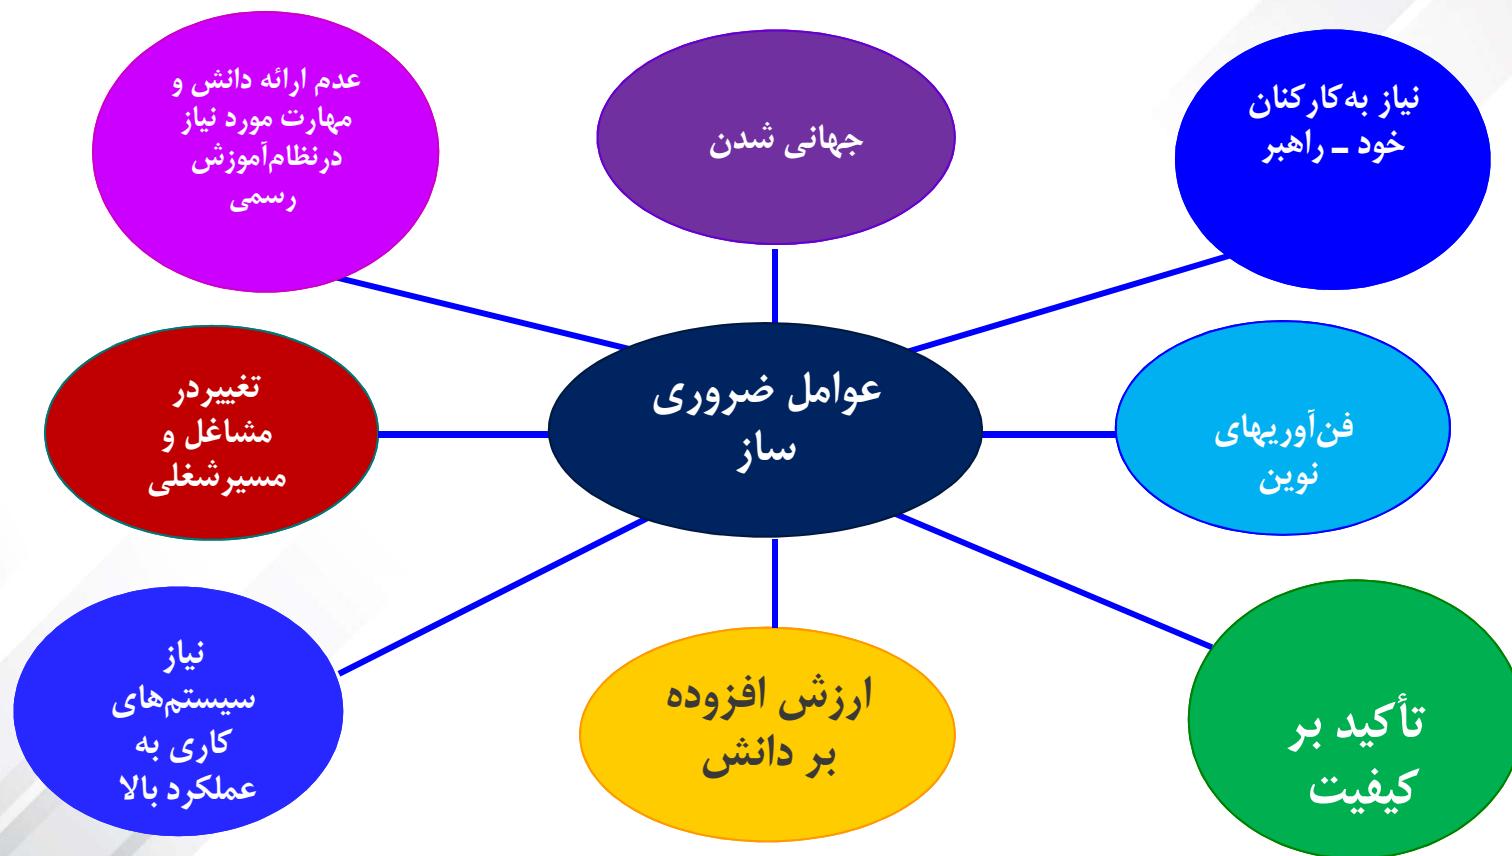 نیاز به‌کارکنان
خود ـ راهبر
جهانی شدن
عدم ارائه دانش و
مهارت مورد نیاز
درنظام‌آموزش
رسمی
فن‌آوریهای
نوین
عوامل ضروری
ساز
تغییردر
مشاغل و
مسیرشغلی
تأکید بر
کیفیت
ارزش افزوده
بر دانش
نیاز
سیستم‌های
کاری به
عملکرد بالا